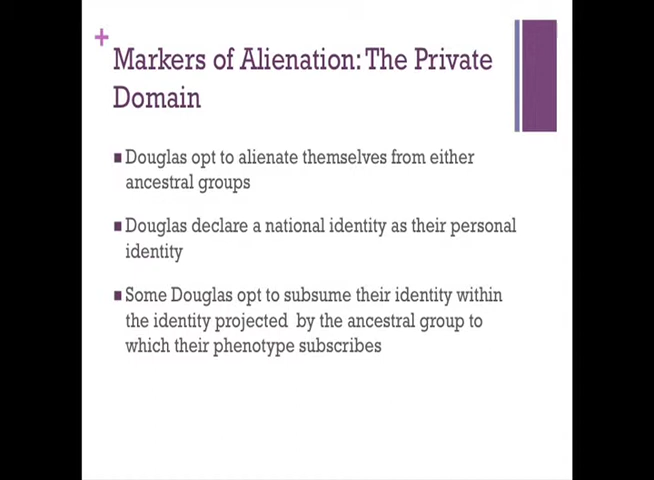 +
Markers of Alienation: The Private
Domain
Douglas opt to alienate themselves from either
ancestral groups
Douglas declare a national identity as their personal
identity
Some Douglas opt to subsume their identity within
the identity projected by the ancestral group to
which their phenotype subscribes